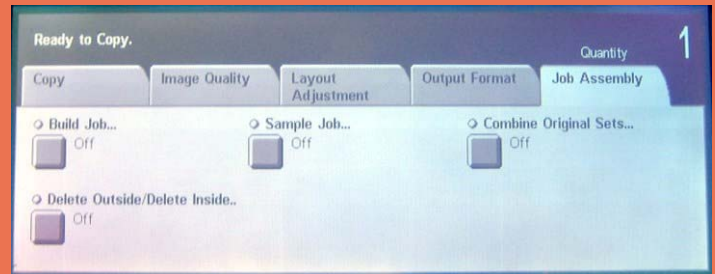 Ready to Copy.
Quantity 1
Copy
Image Quality
Layout
Adjustment
Output Format
Job Assembly
Build Job...
Off
Sample Job...
Off
Combine Original Sets...
Off
Delete Outside/Delete Inside..
Off